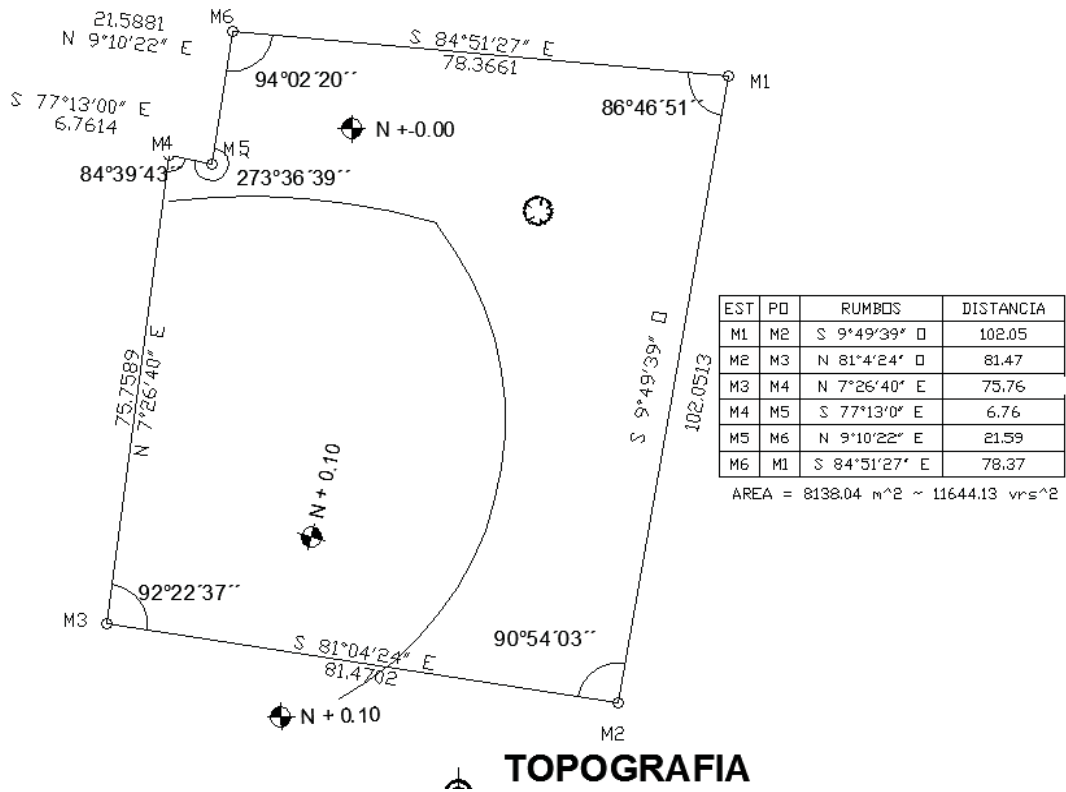 21.5881
N 9°10'22" E
M6
S 84°51'27" E
78.3661
M1
94°02´20´´
86°46´51´´
S 77°13'00" E
6.7614
N +-0.00
M4
M5
84°39´43´´
273°36´39´´
75.7589
N 7°26'40" E
S 9°49'39" O
102.0513
EST PO RUMBOS DISTANCIA
M1 M2 S 9°49'39" O 102.05
M2 M3 N 81°4'24" O 81.47
M3 M4 N 7°26'40" E 75.76
M4 M5 S 77°13'0" E 6.76
M5 M6 N 9°10'22" E 21.59
M6 M1 S 84°51'27" E 78.37
AREA = 8138.04 m^2 ~ 11644.13 vrs^2
N + 0.10
92°22´37´´
M3
90°54´03´´
S 81°04'24" E
81.4702
N + 0.10
M2
TOPOGRAFIA